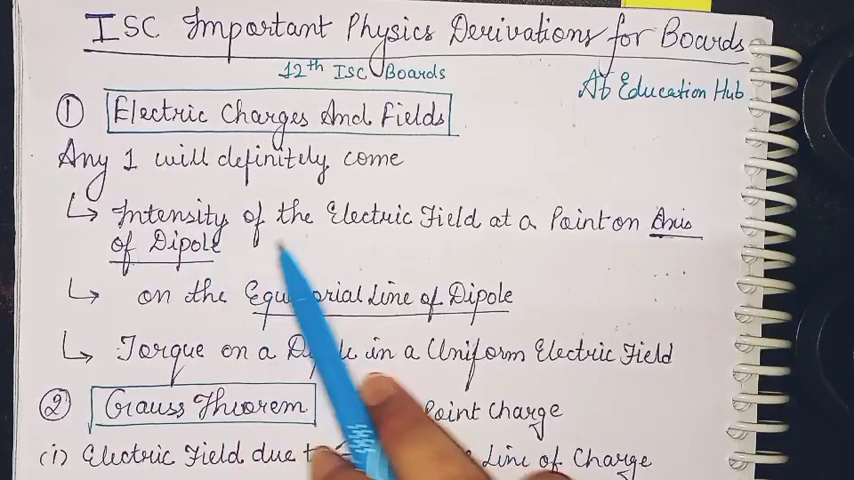 ISC Important Physics Derivations for Boards
12th ISC Boards
Ab Education Hub
① Electric Charges And Fields
Any 1 will definitely come
↳ Intensity of the Electric Field at a Point on Axis
of Dipole
↳ on the Line of Dipole
↳ Torque on a in a Uniform Electric Field
② Gauss Theorem Point Charge
(i) Electric Field due Line of Charge